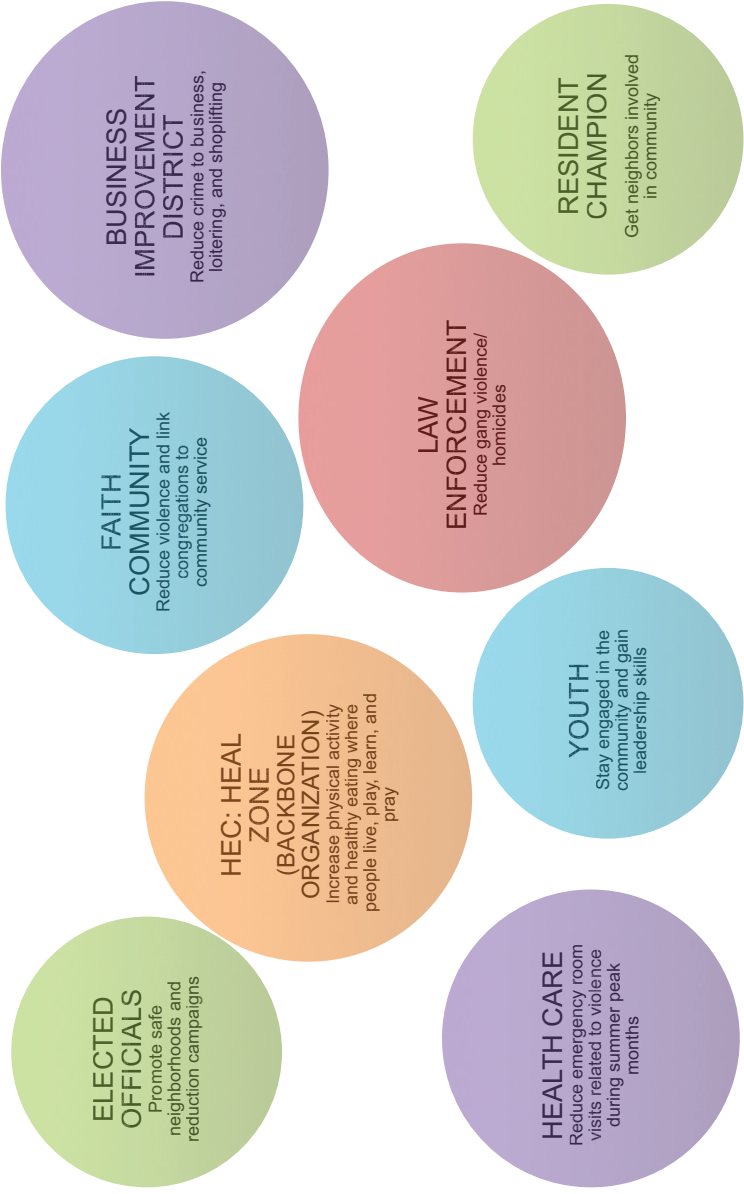 ELECTED
OFFICIALS
Promote safe
neighborhoods and
reduction campaigns
HEC: HEAL
ZONE
(BACKBONE
ORGANIZATION)
Increase physical activity
and healthy eating where
people live, play, learn, and
pray
FAITH
COMMUNITY
Reduce violence and link
congregations to
community service
BUSINESS
IMPROVEMENT
DISTRICT
Reduce crime to business,
loitering, and shoplifting
HEALTH CARE
Reduce emergency room
visits related to violence
during summer peak
months
YOUTH
Stay engaged in the
community and gain
leadership skills
LAW
ENFORCEMENT
Reduce gang violence/
homicides
RESIDENT
CHAMPION
Get neighbors involved
in community